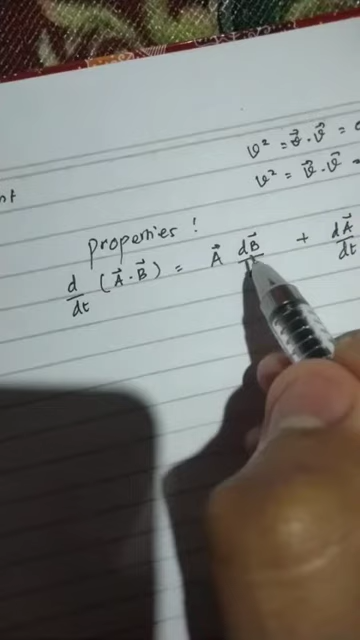 v² = v⃗ . v⃗ =
v² = v⃗ . v⃗ =
Properties !
d/dt (A⃗ . B⃗) = A⃗ dB⃗/dt + dA⃗/dt